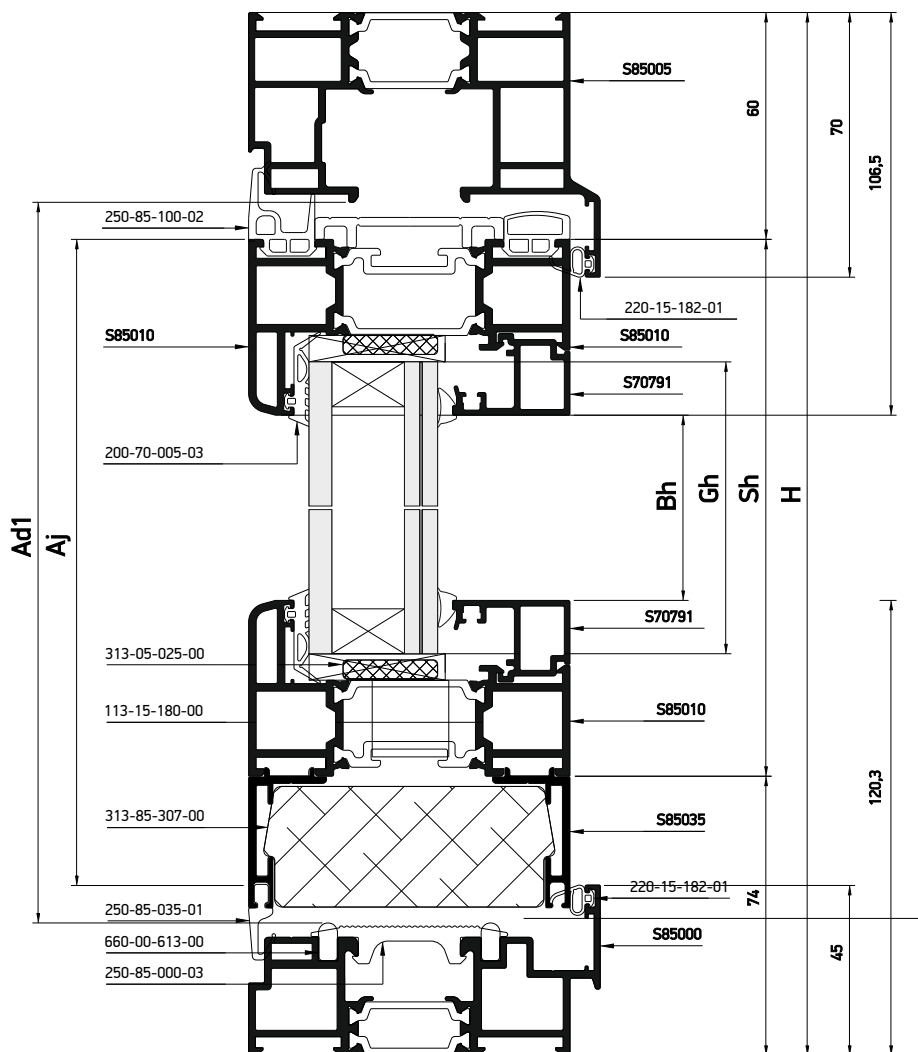 S85005
60
70
106,5
250-85-100-02
220-15-182-01
S85010
S85010
S70791
200-70-005-03
Ad1
Aj
Bh
Gh
Sh
H
S70791
313-05-025-00
113-15-180-00
S85010
120,3
313-85-307-00
S85035
220-15-182-01
74
250-85-035-01
660-00-613-00
S85000
45
250-85-000-03